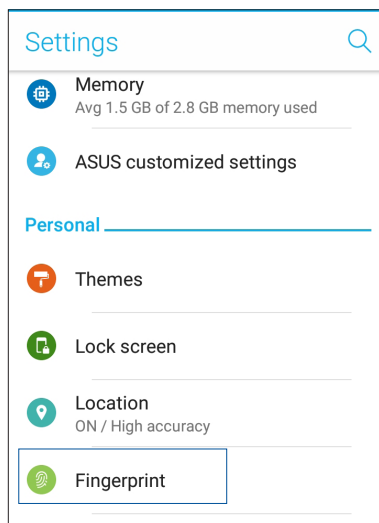 Settings
Memory
Avg 1.5 GB of 2.8 GB memory used
ASUS customized settings
Personal
Themes
Lock screen
Location
ON / High accuracy
Fingerprint